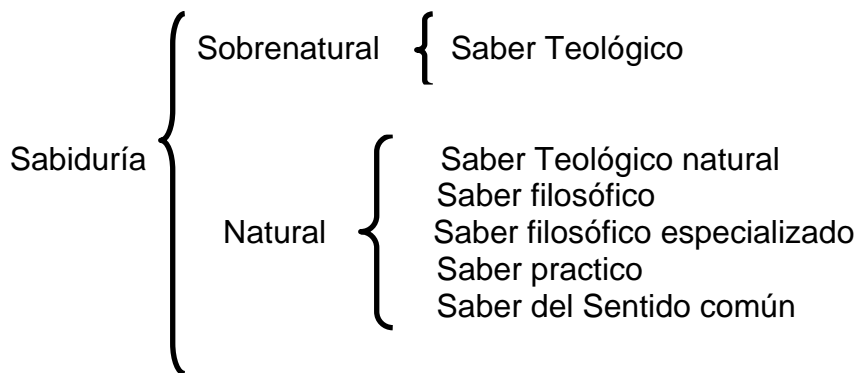 Sobrenatural Saber Teológico
Sabiduría
Natural
Saber Teológico natural
Saber filosófico
Saber filosófico especializado
Saber practico
Saber del Sentido común